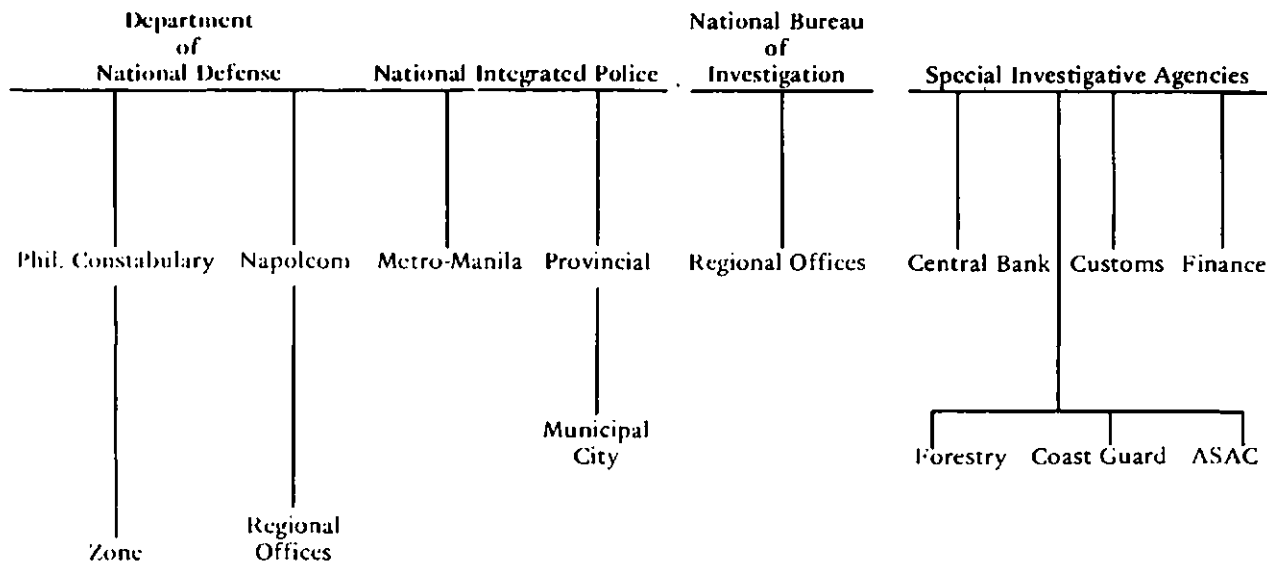 Department
of
National Defense
National Integrated Police
National Bureau
of
Investigation
Special Investigative Agencies
Phil. Constabulary
Napolcom
Metro-Manila
Provincial
Regional Offices
Central Bank
Customs
Finance
Municipal
City
Forestry
Coast Guard
ASAC
Zone
Regional
Offices